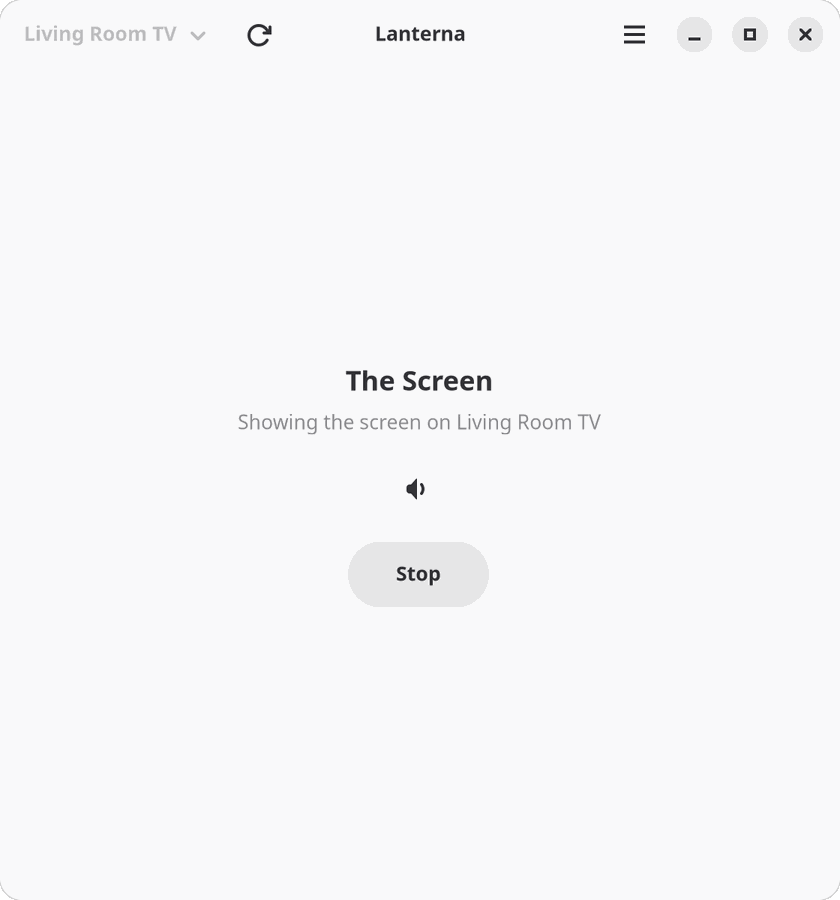 Living Room TV
Lanterna
The Screen
Showing the screen on Living Room TV
Stop